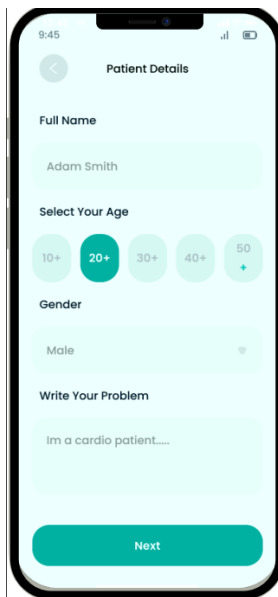 9:45
Patient Details
Full Name
Adam Smith
Select Your Age
10+ 20+ 30+ 40+ 50
+
Gender
Male
Write Your Problem
Im a cardio patient.....
Next